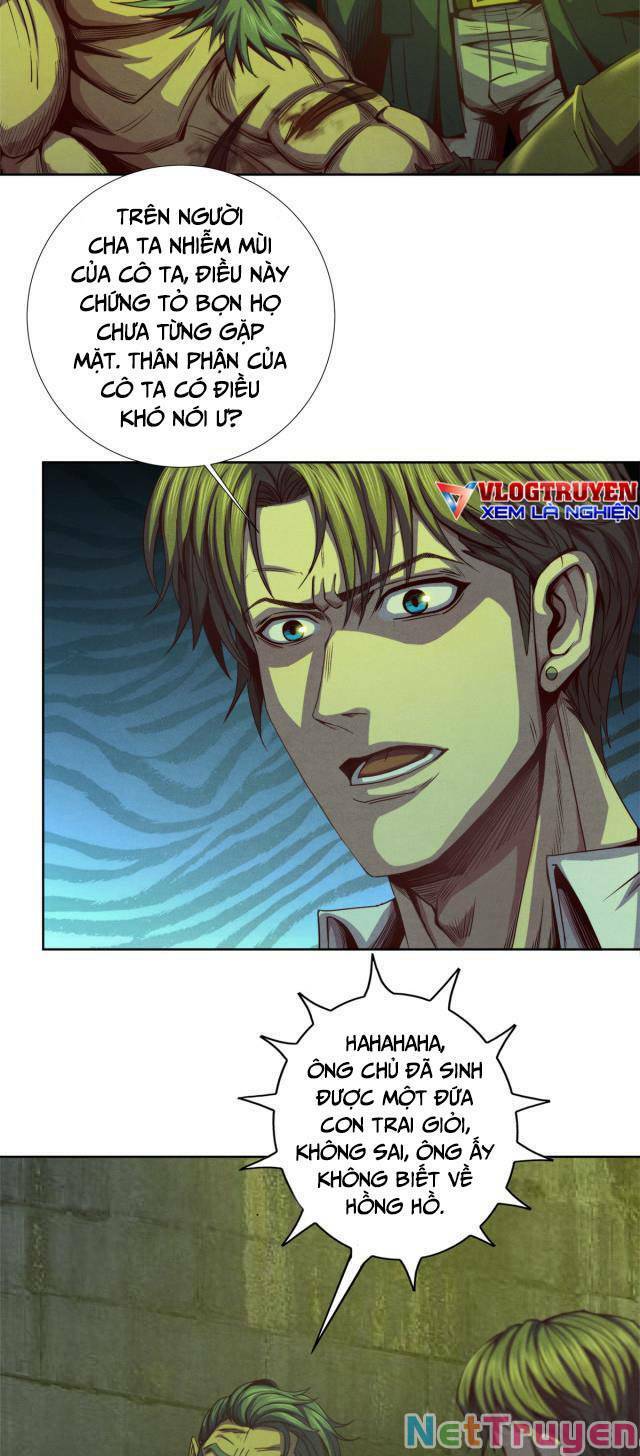 TRÊN NGƯỜI
CHA TA NHIỄM MÙI
CỦA CÔ TA, ĐIỀU NÀY
CHỨNG TỎ BỌN HỌ
CHƯA TỪNG GẶP
MẶT. THÂN PHẬN CỦA
CÔ TA CÓ ĐIỀU
KHÓ NÓI Ư?
VLOGTRUYEN
XEM LÀ NGHIỆN
HAHAHAHA,
ÔNG CHỦ ĐÃ SINH
ĐƯỢC MỘT ĐỨA
CON TRAI GIỎI,
KHÔNG SAI, ÔNG ẤY
KHÔNG BIẾT VỀ
HỒNG HỒ.
NetTruyen